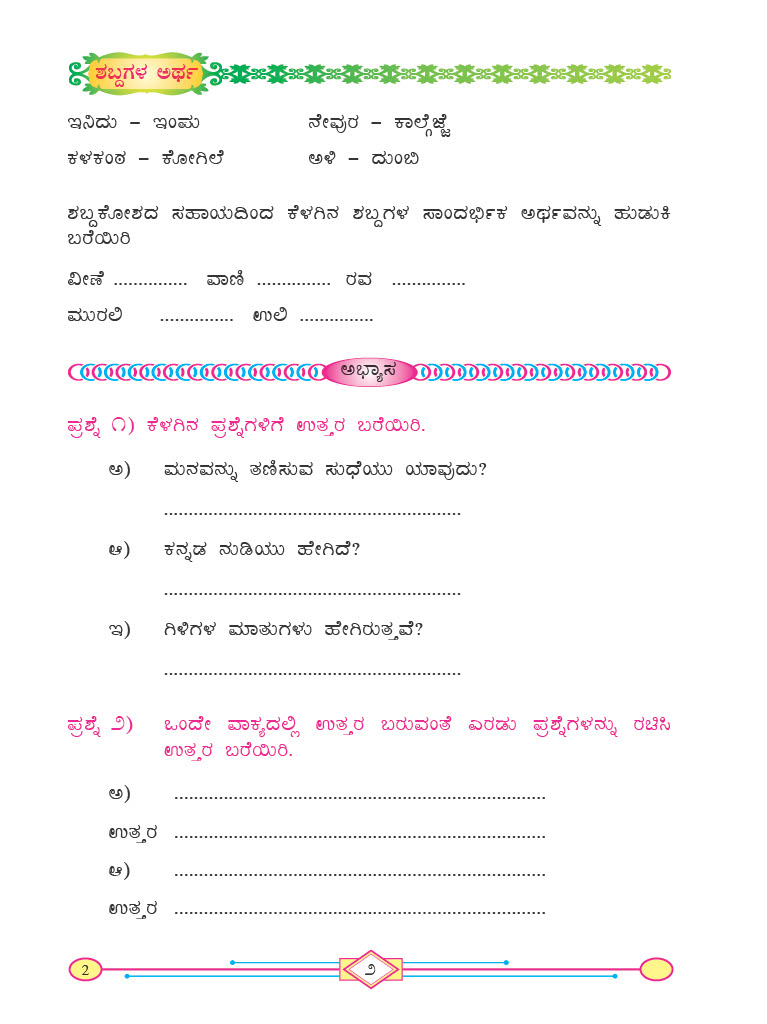 ಶಬ್ದಗಳ ಅರ್ಥ
ಇನಿದು – ಇಂಪು ನೇವುರ – ಕಾಲ್ಗೆಜ್ಜೆ
ಕಳಕಂಠ – ಕೋಗಿಲೆ ಅಳಿ – ದುಂಬಿ
ಶಬ್ದಕೋಶದ ಸಹಾಯದಿಂದ ಕೆಳಗಿನ ಶಬ್ದಗಳ ಸಾಂದರ್ಭಿಕ ಅರ್ಥವನ್ನು ಹುಡುಕಿ
ಬರೆಯಿರಿ
ವೀಣೆ ............... ವಾಣಿ ............... ರವ ...............
ಮುರಲಿ ............... ಉಲಿ ...............
ಅಭ್ಯಾಸ
ಪ್ರಶ್ನೆ ೧) ಕೆಳಗಿನ ಪ್ರಶ್ನೆಗಳಿಗೆ ಉತ್ತರ ಬರೆಯಿರಿ.
ಅ) ಮನವನ್ನು ತಣಿಸುವ ಸುಧೆಯು ಯಾವುದು?
............................................................
ಆ) ಕನ್ನಡ ನುಡಿಯು ಹೇಗಿದೆ?
............................................................
ಇ) ಗಿಳಿಗಳ ಮಾತುಗಳು ಹೇಗಿರುತ್ತವೆ?
............................................................
ಪ್ರಶ್ನೆ ೨) ಒಂದೇ ವಾಕ್ಯದಲ್ಲಿ ಉತ್ತರ ಬರುವಂತೆ ಎರಡು ಪ್ರಶ್ನೆಗಳನ್ನು ರಚಿಸಿ
ಉತ್ತರ ಬರೆಯಿರಿ.
ಅ) ...........................................................................
ಉತ್ತರ ...........................................................................
ಆ) ...........................................................................
ಉತ್ತರ ...........................................................................
2 ೨